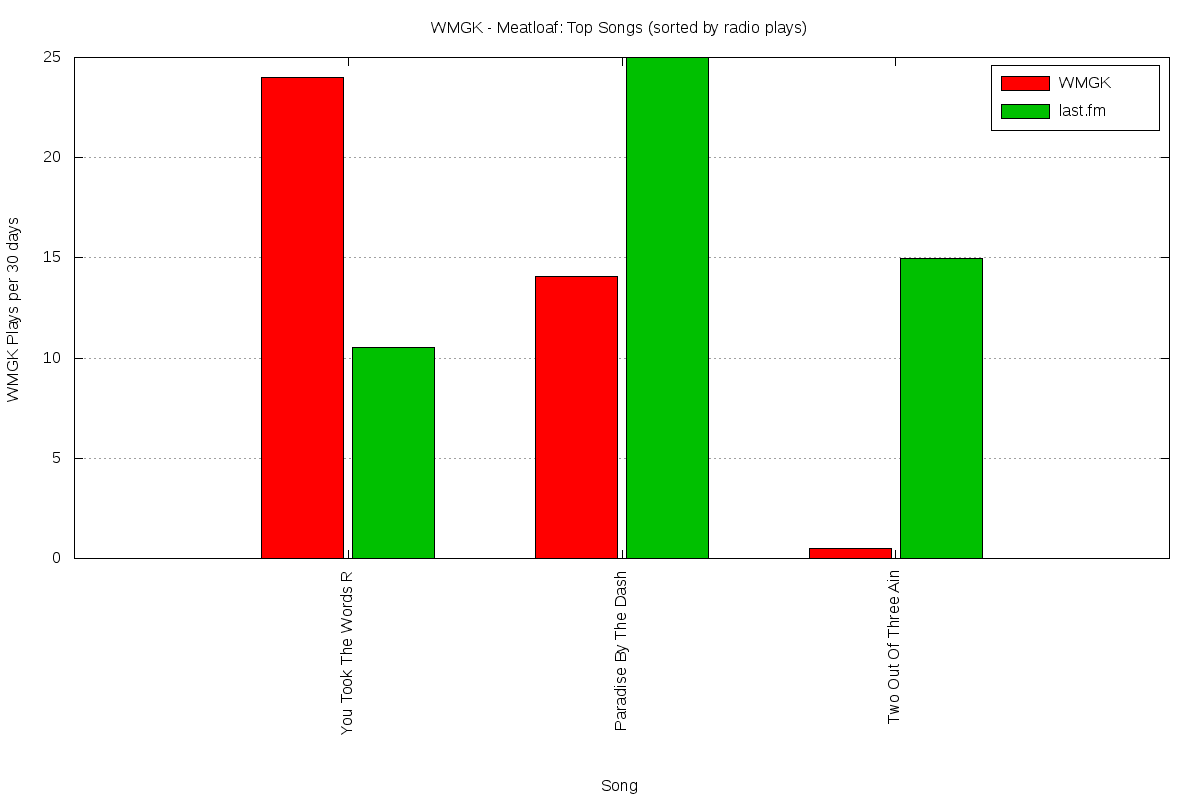 WMGK - Meatloaf: Top Songs (sorted by radio plays)
25
20
15
10
5
0
WMGK Plays per 30 days
WMGK
last.fm
You Took The Words R
Paradise By The Dash
Two Out Of Three Ain
Song